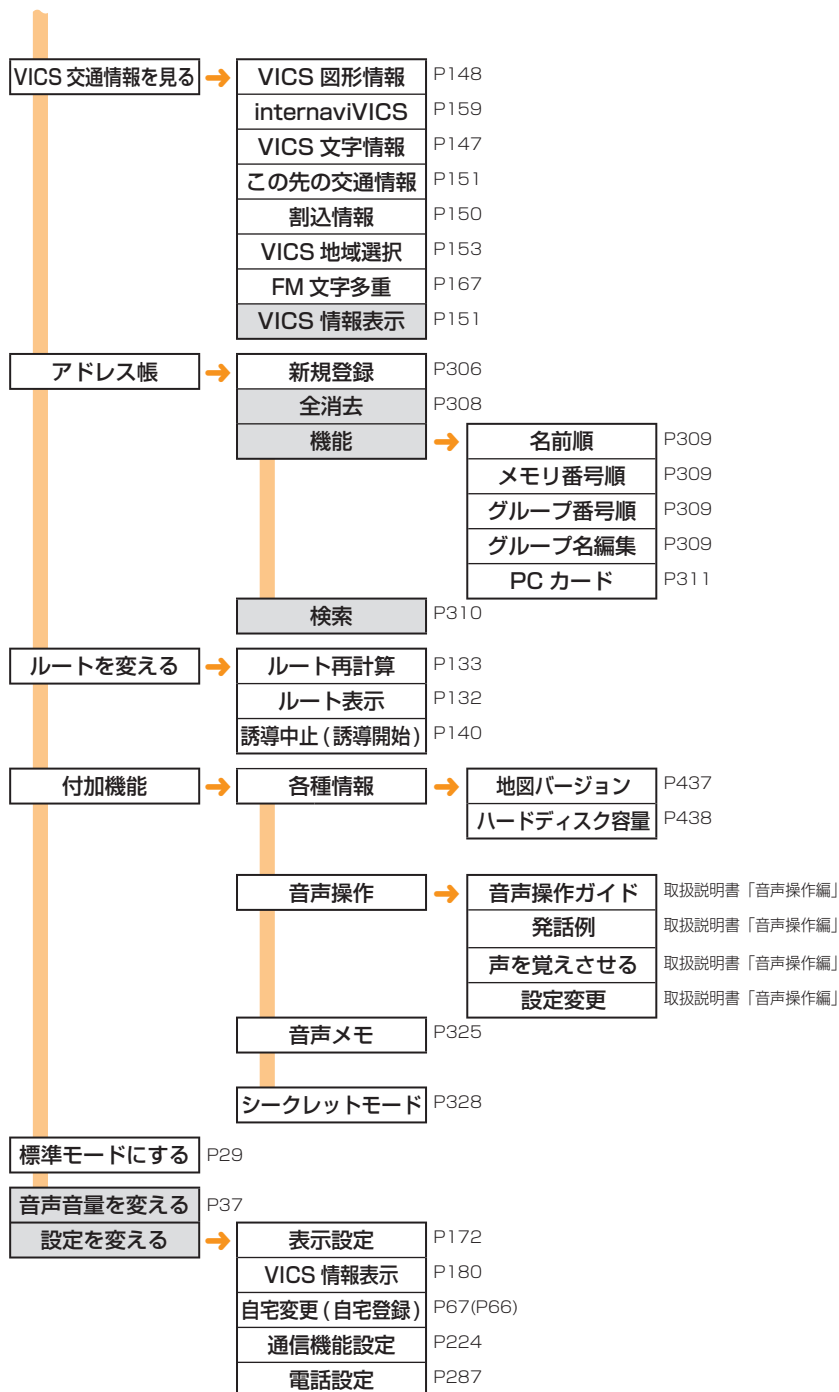 VICS 交通情報を見る VICS 図形情報 P148
internaviVICS P159
VICS 文字情報 P147
この先の交通情報 P151
割込情報 P150
VICS 地域選択 P153
FM 文字多重 P167
VICS 情報表示 P151
アドレス帳 新規登録 P306
全消去 P308
機能 名前順 P309
メモリ番号順 P309
グループ番号順 P309
グループ名編集 P309
PC カード P311
検索 P310
ルートを変える ルート再計算 P133
ルート表示 P132
誘導中止 ( 誘導開始 ) P140
付加機能 各種情報 地図バージョン P437
ハードディスク容量 P438
音声操作 音声操作ガイド 取扱説明書「音声操作編」
発話例 取扱説明書「音声操作編」
声を覚えさせる 取扱説明書「音声操作編」
設定変更 取扱説明書「音声操作編」
音声メモ P325
シークレットモード P328
標準モードにする P29
音声音量を変える P37
設定を変える 表示設定 P172
VICS 情報表示 P180
自宅変更 ( 自宅登録 ) P67(P66)
通信機能設定 P224
電話設定 P287